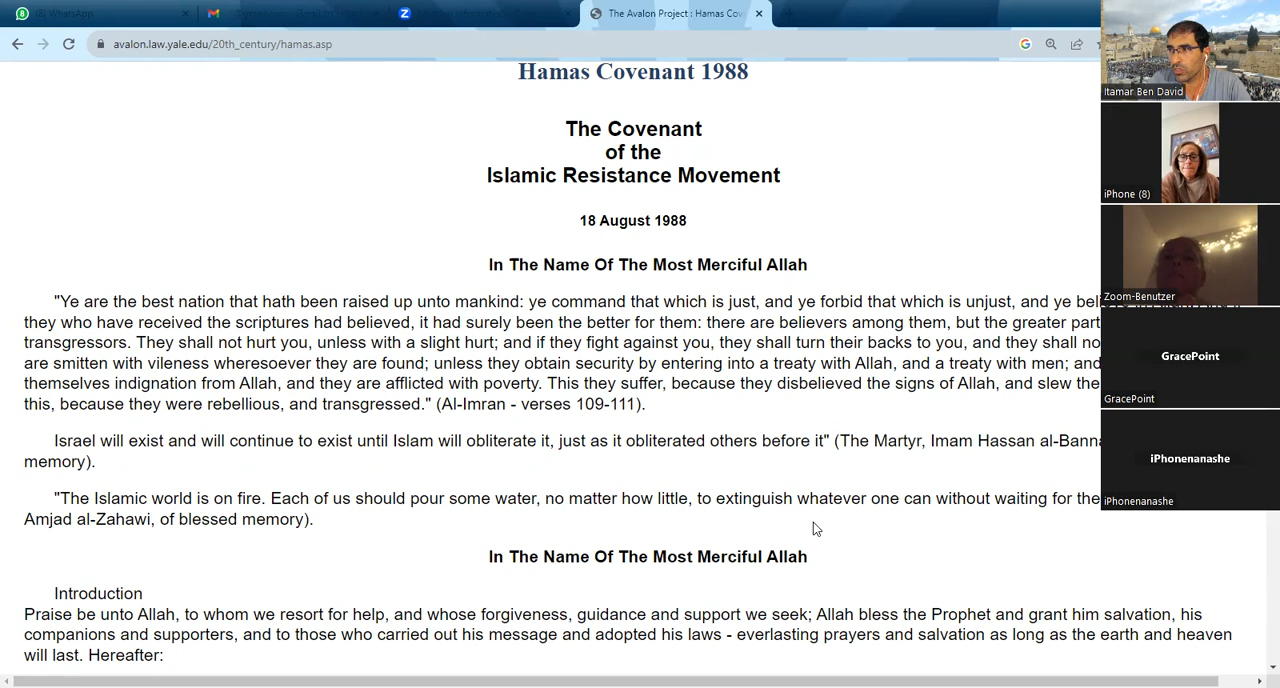 (8) WhatsApp
The Avalon Project : Hamas Cov
avalon.law.yale.edu/20th_century/hamas.asp
Hamas Covenant 1988
The Covenant
of the
Islamic Resistance Movement
18 August 1988
In The Name Of The Most Merciful Allah
"Ye are the best nation that hath been raised up unto mankind: ye command that which is just, and ye forbid that which is unjust, and ye
they who have received the scriptures had believed, it had surely been the better for them: there are believers among them, but the greater part
transgressors. They shall not hurt you, unless with a slight hurt; and if they fight against you, they shall turn their backs to you, and they shall
are smitten with vileness wheresoever they are found; unless they obtain security by entering into a treaty with Allah, and a treaty with men; and
themselves indignation from Allah, and they are afflicted with poverty. This they suffer, because they disbelieved the signs of Allah, and slew the
this, because they were rebellious, and transgressed." (Al-Imran - verses 109-111).
Israel will exist and will continue to exist until Islam will obliterate it, just as it obliterated others before it" (The Martyr, Imam Hassan
memory).
"The Islamic world is on fire. Each of us should pour some water, no matter how little, to extinguish whatever one can without waiting for the
Amjad al-Zahawi, of blessed memory).
In The Name Of The Most Merciful Allah
Introduction
Praise be unto Allah, to whom we resort for help, and whose forgiveness, guidance and support we seek; Allah bless the Prophet and grant him salvation, his
companions and supporters, and to those who carried out his message and adopted his laws - everlasting prayers and salvation as long as the earth and heaven
will last. Hereafter:
Itamar Ben David
iPhone (8)
Zoom-Benutzer
GracePoint
GracePoint
iPhonenanashe
iPhonenanashe